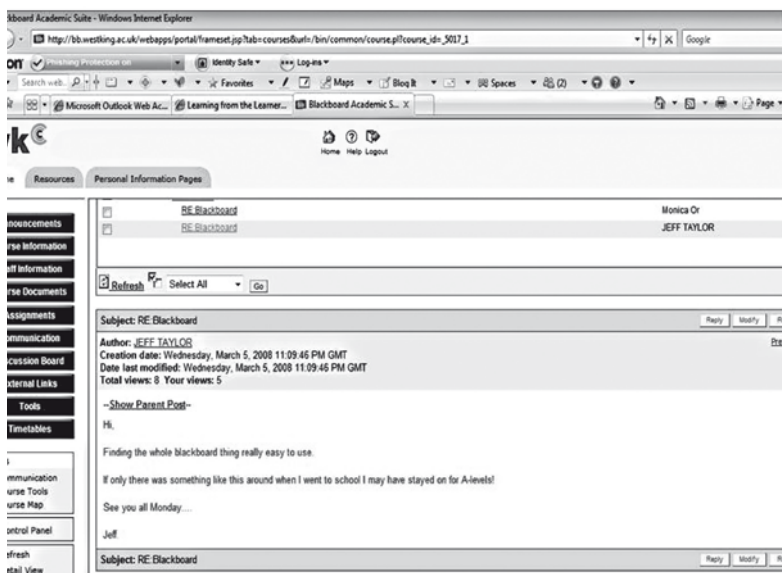 kboard Academic Suite - Windows Internet Explorer
http://bb.westking.ac.uk/webapps/portal/frameset.jsp?tab=courses&url=/bin/common/course.pl?course_id=_5017_1
Google
on Phishing Protection on Identity Safe Log-ins
Search web.. Favorites Maps Blog It Spaces (2)
Microsoft Outlook Web Ac... Learning from the Learner... Blackboard Academic S... X Page
k
Home Help Logout
Resources Personal Information Pages
nouncements
rse Information
aff Information
rse Documents
Assignments
mmunication
scussion Board
xternal Links
Tools
Timetables
mmunication
urse Tools
urse Map
ontrol Panel
efresh
etail View
RE:Blackboard Monica Or
RE:Blackboard JEFF TAYLOR
Refresh Select All Go
Subject: RE:Blackboard Reply Modify
Author: JEFF TAYLOR
Creation date: Wednesday, March 5, 2008 11:09:46 PM GMT
Date last modified: Wednesday, March 5, 2008 11:09:46 PM GMT
Total views: 8 Your views: 5
--Show Parent Post--
Hi,
Finding the whole blackboard thing really easy to use.
If only there was something like this around when I went to school I may have stayed on for A-levels!
See you all Monday....
Jeff.
Subject: RE:Blackboard Reply Modify